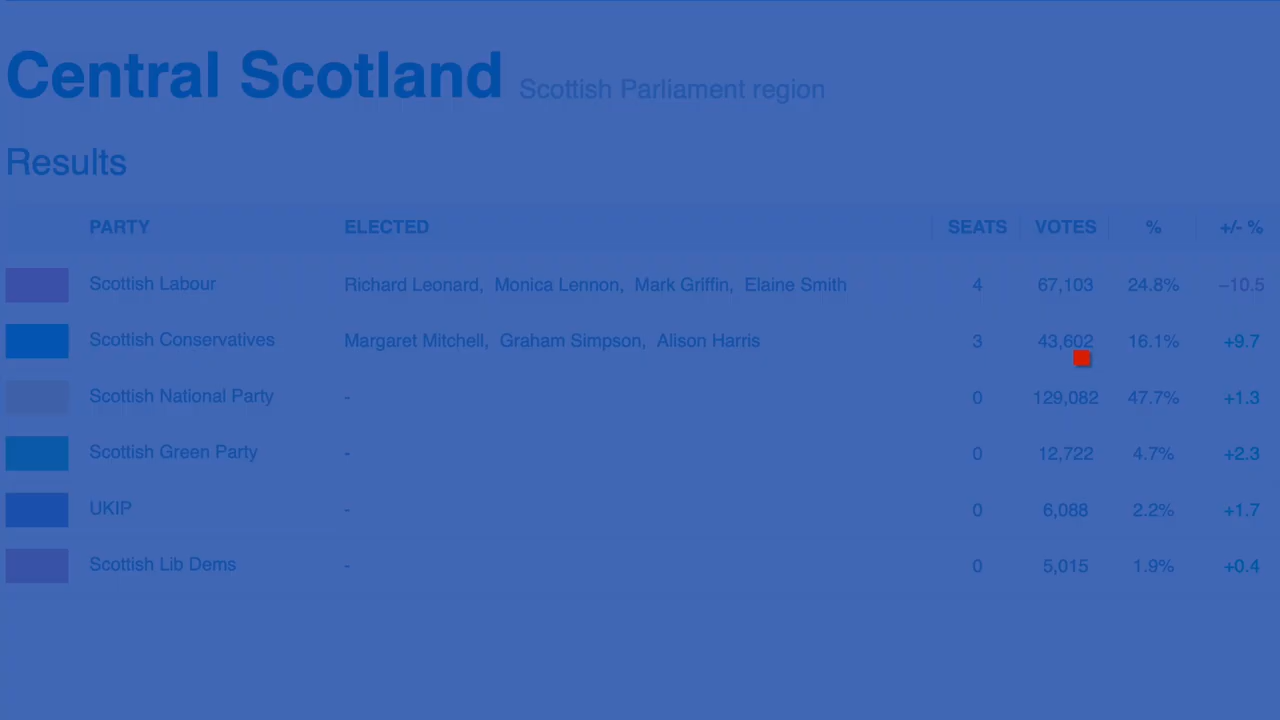 Central Scotland Scottish Parliament region
Results
PARTY ELECTED SEATS VOTES % +/- %
Scottish Labour Richard Leonard, Monica Lennon, Mark Griffin, Elaine Smith 4 67,103 24.8% −10.5
Scottish Conservatives Margaret Mitchell, Graham Simpson, Alison Harris 3 43,602 16.1% +9.7
Scottish National Party - 0 129,082 47.7% +1.3
Scottish Green Party - 0 12,722 4.7% +2.3
UKIP - 0 6,088 2.2% +1.7
Scottish Lib Dems - 0 5,015 1.9% +0.4